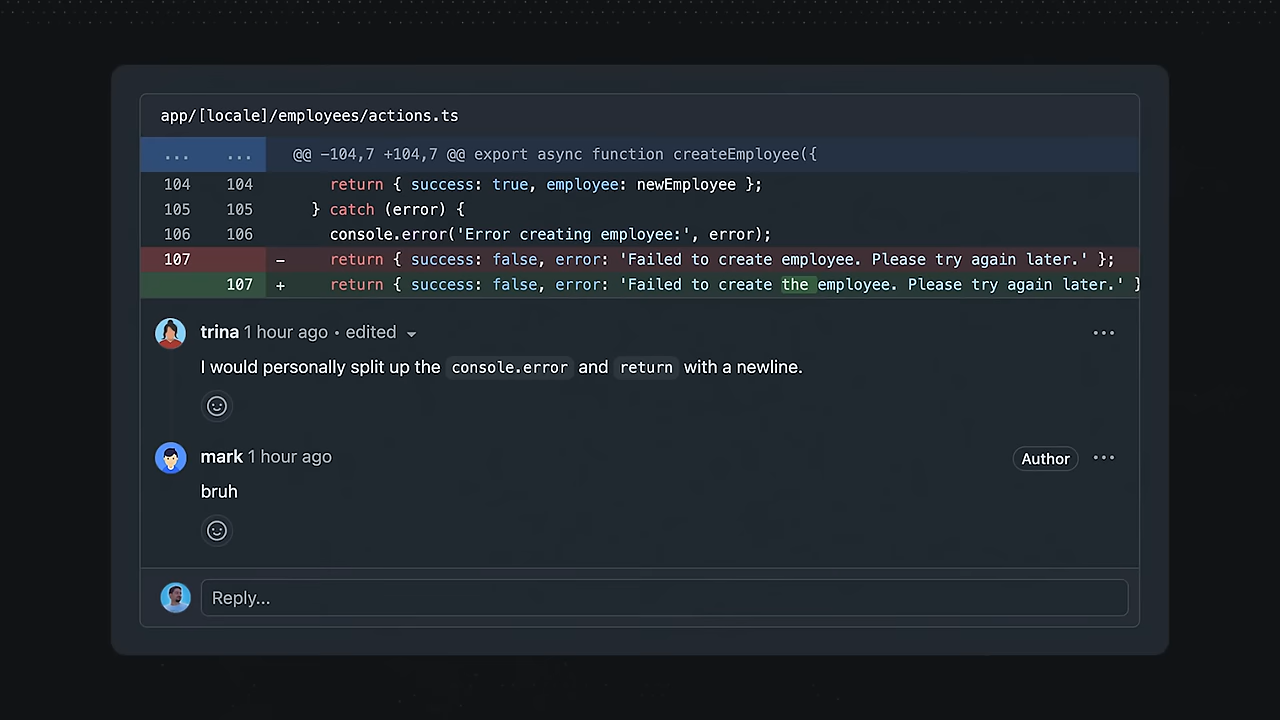 app/[locale]/employees/actions.ts
... ... @@ -104,7 +104,7 @@ export async function createEmployee({
104 104 return { success: true, employee: newEmployee };
105 105 } catch (error) {
106 106 console.error('Error creating employee:', error);
107 - return { success: false, error: 'Failed to create employee. Please try again later.' };
107 + return { success: false, error: 'Failed to create the employee. Please try again later.' }
trina 1 hour ago • edited
I would personally split up the console.error and return with a newline.
mark 1 hour ago Author
bruh
Reply...